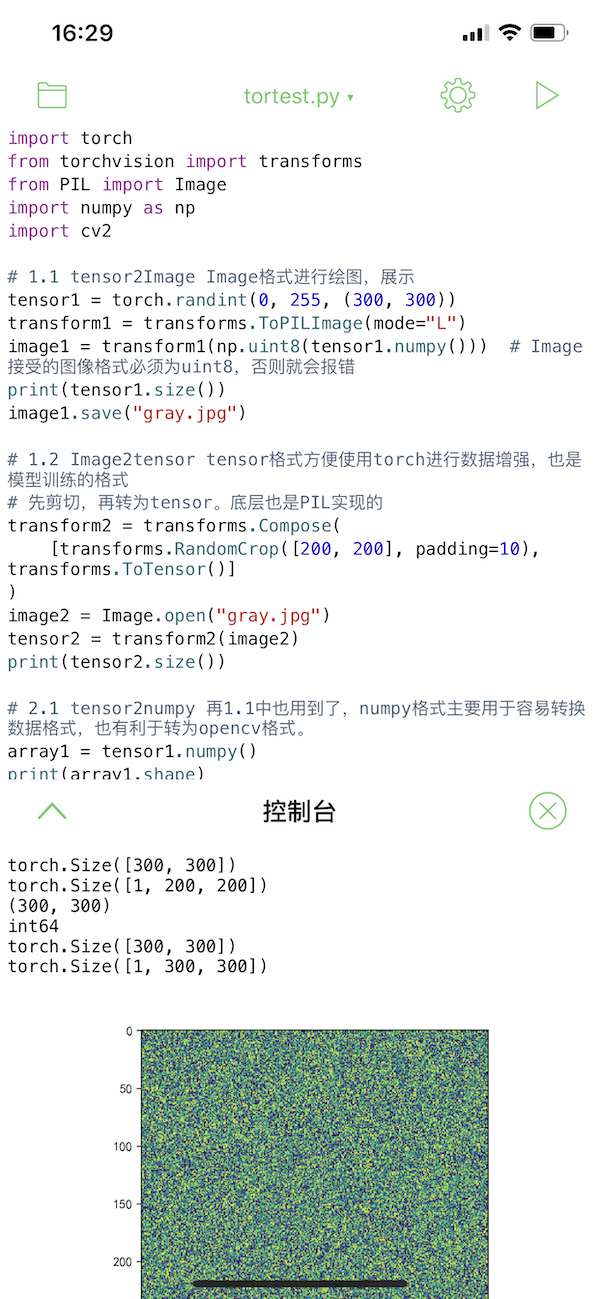 16:29
tortest.py ▾
import torch
from torchvision import transforms
from PIL import Image
import numpy as np
import cv2
# 1.1 tensor2Image Image格式进行绘图，展示
tensor1 = torch.randint(0, 255, (300, 300))
transform1 = transforms.ToPILImage(mode="L")
image1 = transform1(np.uint8(tensor1.numpy()))  # Image
接受的图像格式必须为uint8，否则就会报错
print(tensor1.size())
image1.save("gray.jpg")
# 1.2 Image2tensor tensor格式方便使用torch进行数据增强，也是
模型训练的格式
# 先剪切，再转为tensor。底层也是PIL实现的
transform2 = transforms.Compose(
    [transforms.RandomCrop([200, 200], padding=10),
transforms.ToTensor()]
)
image2 = Image.open("gray.jpg")
tensor2 = transform2(image2)
print(tensor2.size())
# 2.1 tensor2numpy 再1.1中也用到了，numpy格式主要用于容易转换
数据格式，也有利于转为opencv格式。
array1 = tensor1.numpy()
print(array1.shape)
控制台
torch.Size([300, 300])
torch.Size([1, 200, 200])
(300, 300)
int64
torch.Size([300, 300])
torch.Size([1, 300, 300])
0
50
100
150
200